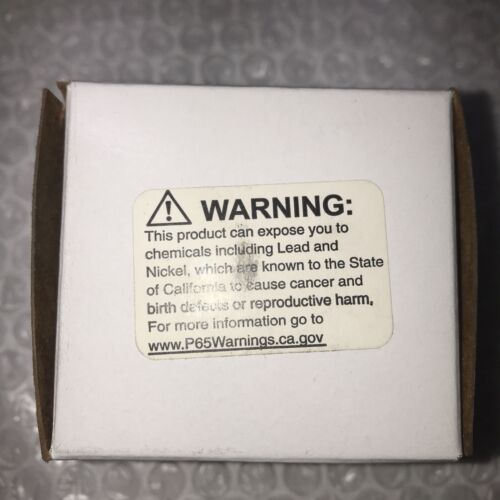 WARNING:
This product can expose you to
chemicals including Lead and
Nickel, which are known to the State
of California to cause cancer and
birth defects or reproductive harm.
For more information go to
www.P65Warnings.ca.gov